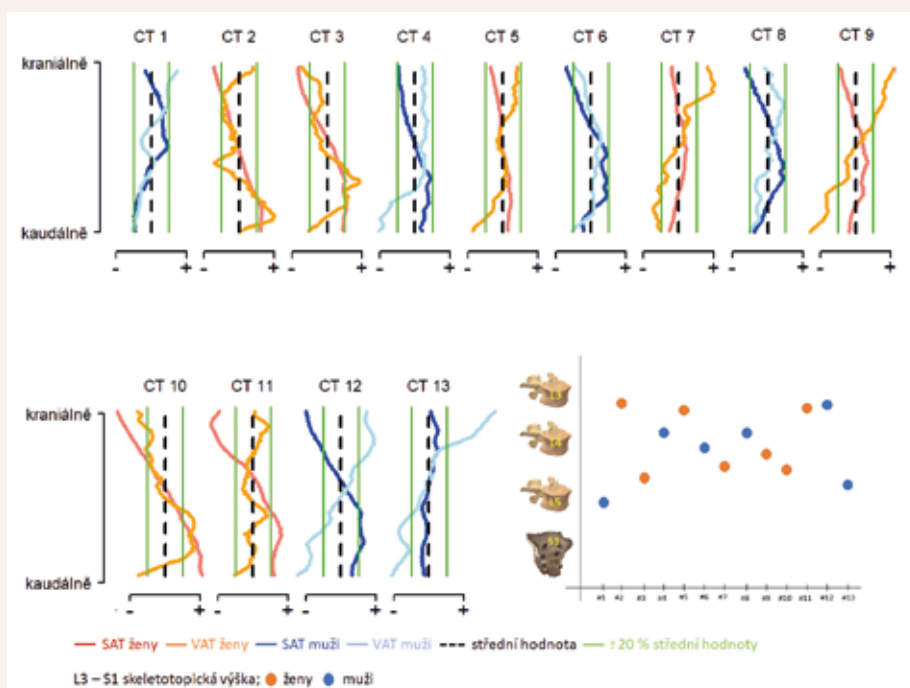 CT 1 CT 2 CT 3 CT 4 CT 5 CT 6 CT 7 CT 8 CT 9
kraniálně
kaudálně
- + - + - + - + - + - + - + - + - +
CT 10 CT 11 CT 12 CT 13
kraniálně
kaudálně
- + - + - + - +
L3
L4
L5
S1
#1 #2 #3 #4 #5 #6 #7 #8 #9 #10 #11 #12 #13
SAT ženy VAT ženy SAT muži VAT muži střední hodnota ±20 % střední hodnoty
L3 – S1 skeletotopická výška; ženy muži